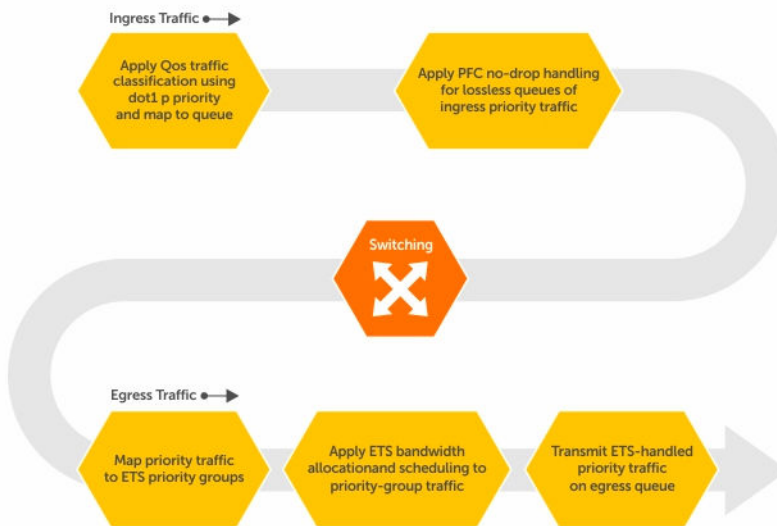 Ingress Traffic
Apply Qos traffic
classification using
dot1 p priority
and map to queue
Apply PFC no-drop handling
for lossless queues of
ingress priority traffic
Switching
Egress Traffic
Map priority traffic
to ETS priority groups
Apply ETS bandwidth
allocationand scheduling to
priority-group traffic
Transmit ETS-handled
priority traffic
on egress queue